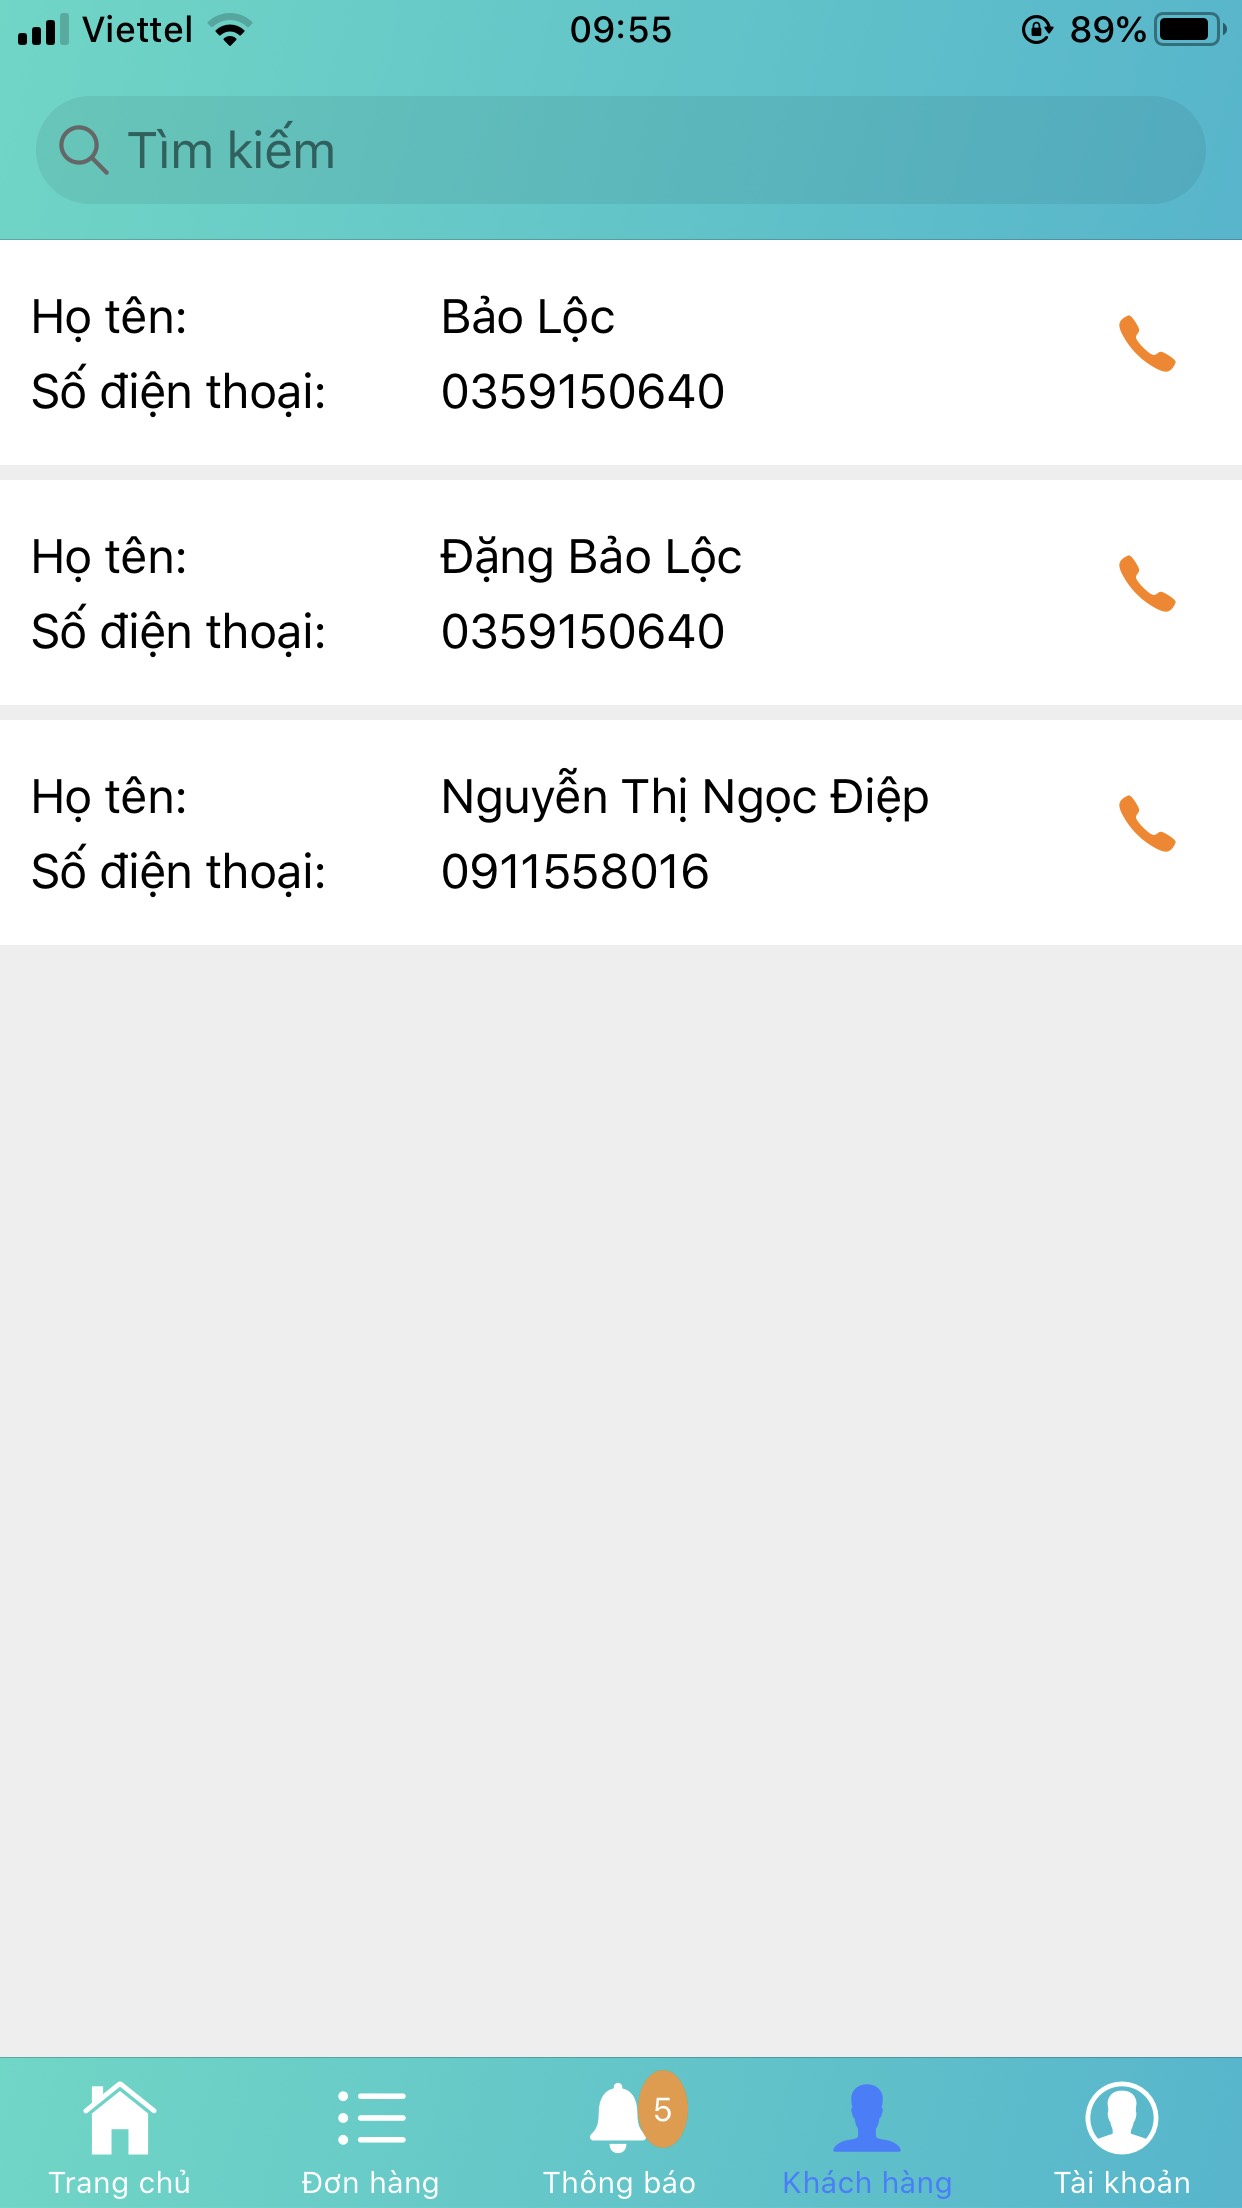 Viettel 09:55 89%
Tìm kiếm
Họ tên: Bảo Lộc
Số điện thoại: 0359150640
Họ tên: Đặng Bảo Lộc
Số điện thoại: 0359150640
Họ tên: Nguyễn Thị Ngọc Điệp
Số điện thoại: 0911558016
5
Trang chủ Đơn hàng Thông báo Khách hàng Tài khoản